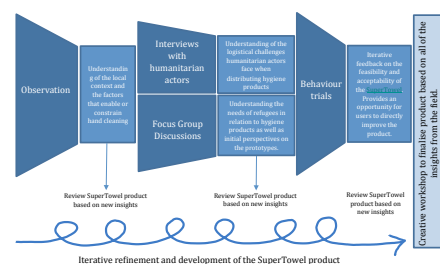 Observation
Understandin
g of the local
context and
the factors
that enable or
constrain
hand cleaning
Interviews
with
humanitarian
actors
Focus Group
Discussions
Understanding of the
logistical challenges
humanitarian actors
face when
distributing hygiene
products
Understanding the
needs of refugees in
relation to hygiene
products as well as
initial perspectives on
the prototypes.
Behaviour
trials
Iterative
feedback on the
feasibility and
acceptability of
the SuperTowel.
Provides an
opportunity for
users to directly
improve the
product.
Creative workshop to finalise product based on all of the
insights from the field.
Review SuperTowel product
based on new insights
Review SuperTowel product
based on new insights
Review SuperTowel
product based on
new insights
Iterative refinement and development of the SuperTowel product